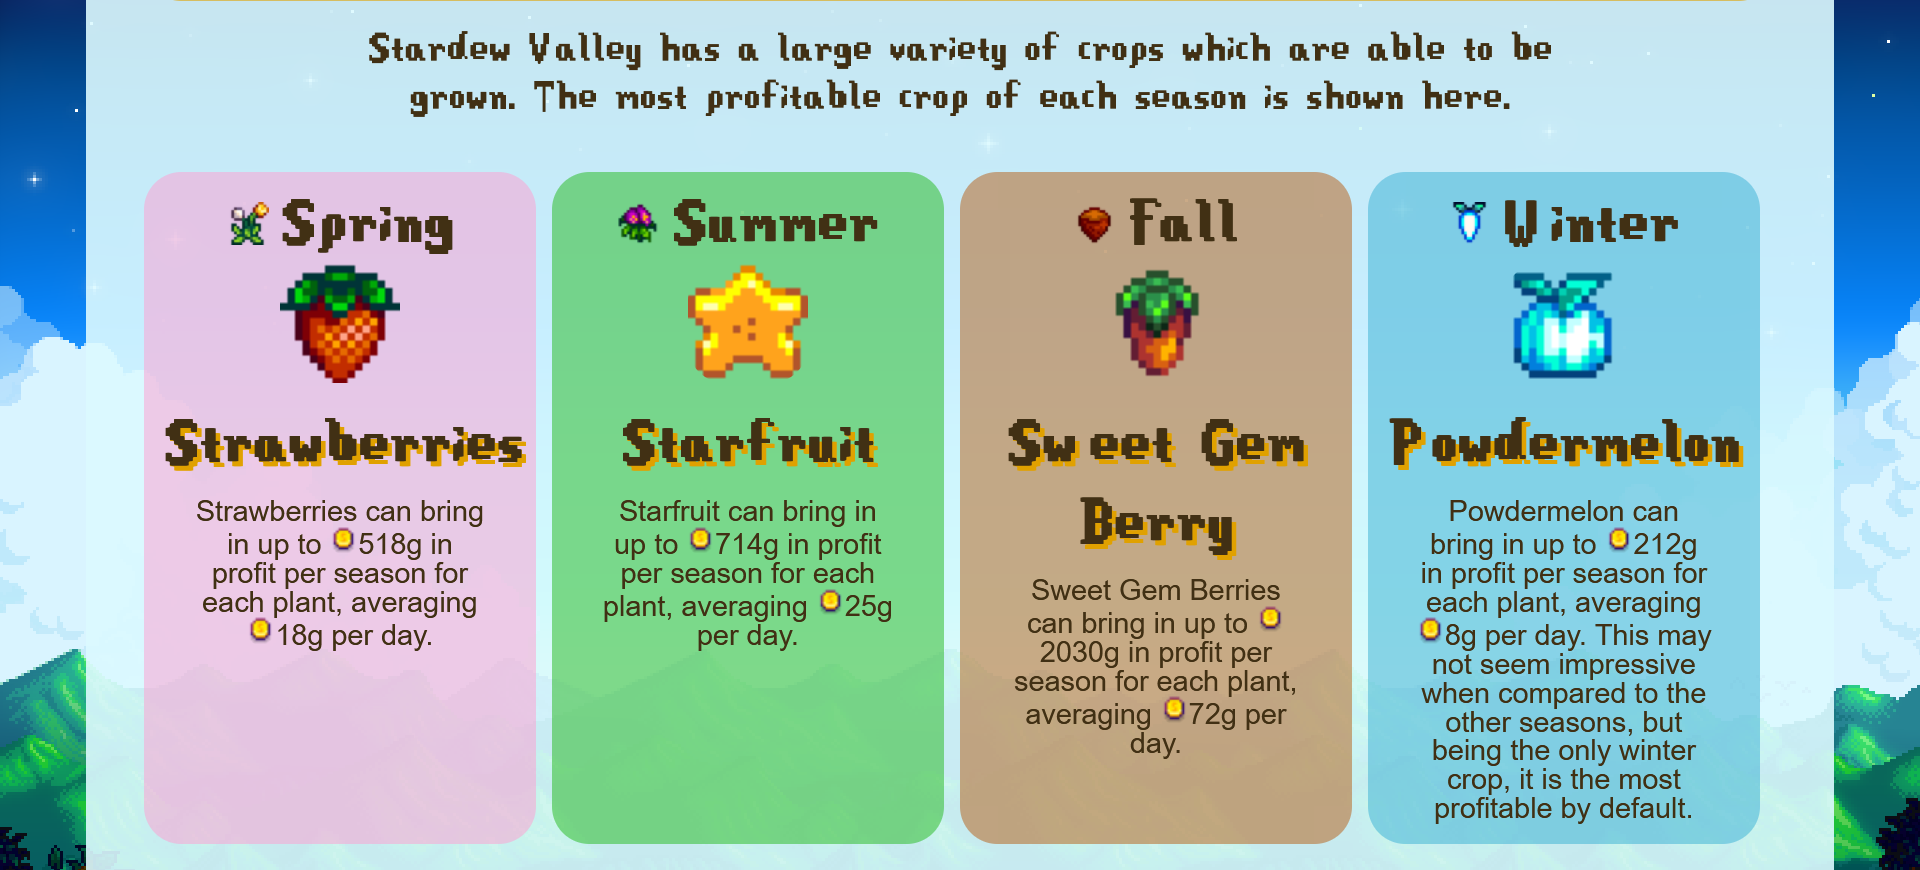 Stardew Valley has a large variety of crops which are able to be
grown. The most profitable crop of each season is shown here.
Spring
Strawberries
Strawberries can bring
in up to 518g in
profit per season for
each plant, averaging
18g per day.
Summer
Starfruit
Starfruit can bring in
up to 714g in profit
per season for each
plant, averaging 25g
per day.
Fall
Sweet Gem
Berry
Sweet Gem Berries
can bring in up to
2030g in profit per
season for each plant,
averaging 72g per
day.
Winter
Powdermelon
Powdermelon can
bring in up to 212g
in profit per season for
each plant, averaging
8g per day. This may
not seem impressive
when compared to the
other seasons, but
being the only winter
crop, it is the most
profitable by default.